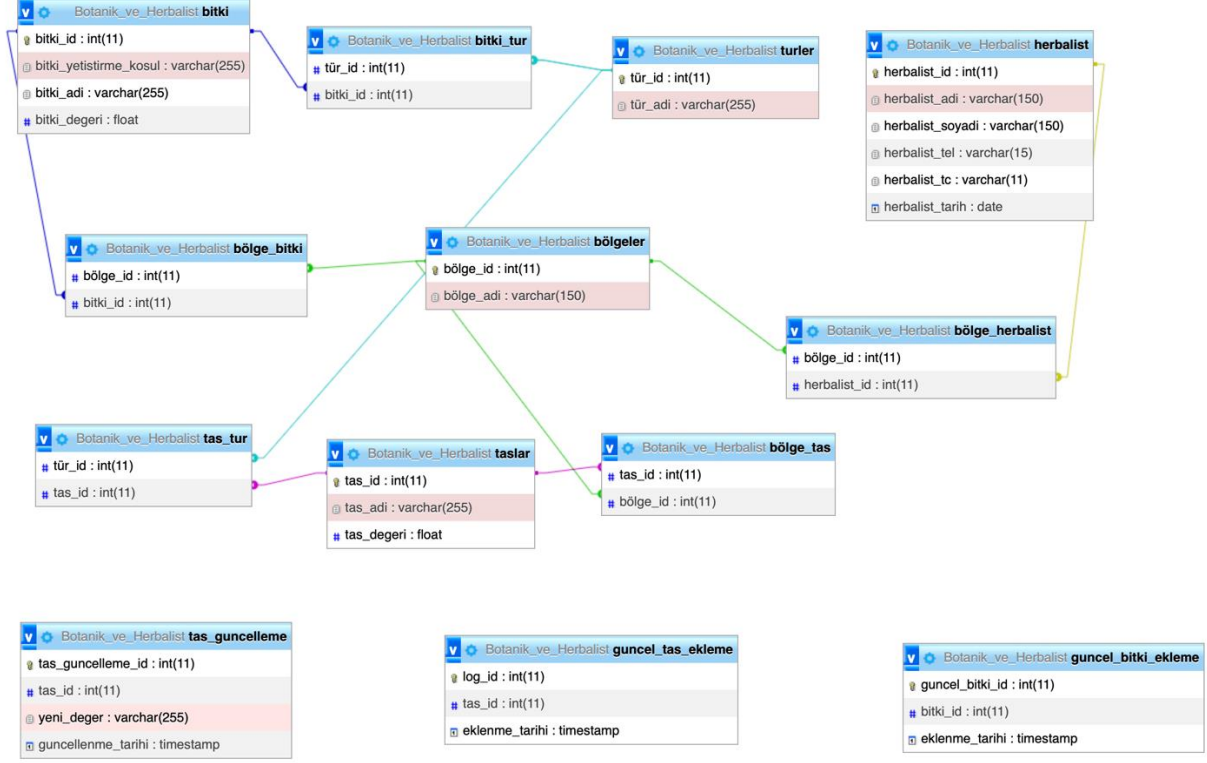 Botanik_ve_Herbalist bitki
bitki_id : int(11)
bitki_yetistirme_kosul : varchar(255)
bitki_adi : varchar(255)
bitki_degeri : float
Botanik_ve_Herbalist bitki_tur
tür_id : int(11)
bitki_id : int(11)
Botanik_ve_Herbalist turler
tür_id : int(11)
tür_adi : varchar(255)
Botanik_ve_Herbalist herbalist
herbalist_id : int(11)
herbalist_adi : varchar(150)
herbalist_soyadi : varchar(150)
herbalist_tel : varchar(15)
herbalist_tc : varchar(11)
herbalist_tarih : date
Botanik_ve_Herbalist bölge_bitki
bölge_id : int(11)
bitki_id : int(11)
Botanik_ve_Herbalist bölgeler
bölge_id : int(11)
bölge_adi : varchar(150)
Botanik_ve_Herbalist bölge_herbalist
bölge_id : int(11)
herbalist_id : int(11)
Botanik_ve_Herbalist tas_tur
tür_id : int(11)
tas_id : int(11)
Botanik_ve_Herbalist taslar
tas_id : int(11)
tas_adi : varchar(255)
tas_degeri : float
Botanik_ve_Herbalist bölge_tas
tas_id : int(11)
bölge_id : int(11)
Botanik_ve_Herbalist tas_guncelleme
tas_guncelleme_id : int(11)
tas_id : int(11)
yeni_deger : varchar(255)
guncellenme_tarihi : timestamp
Botanik_ve_Herbalist guncel_tas_ekleme
log_id : int(11)
tas_id : int(11)
eklenme_tarihi : timestamp
Botanik_ve_Herbalist guncel_bitki_ekleme
guncel_bitki_id : int(11)
bitki_id : int(11)
eklenme_tarihi : timestamp